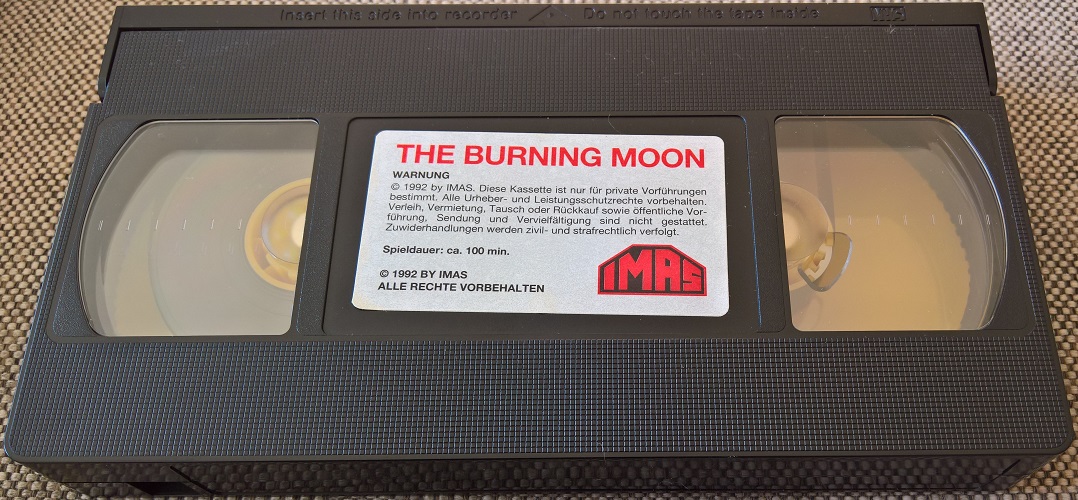 Insert this side into recorder / Do not touch the tape inside VHS
THE BURNING MOON
WARNUNG
© 1992 by IMAS. Diese Kassette ist nur für private Vorführungen
bestimmt. Alle Urheber- und Leistungsschutzrechte vorbehalten.
Verleih, Vermietung, Tausch oder Rückkauf sowie öffentliche Vor-
führung, Sendung und Vervielfältigung sind nicht gestattet.
Zuwiderhandlungen werden zivil- und strafrechtlich verfolgt.
Spieldauer: ca. 100 min.
© 1992 BY IMAS
ALLE RECHTE VORBEHALTEN
IMAS